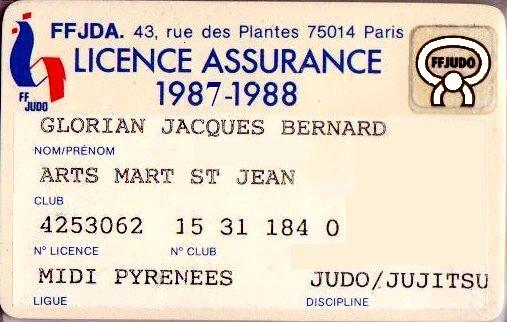 FFJDA. 43, rue des Plantes 75014 Paris
LICENCE ASSURANCE
1987-1988
FF
JUDO
FFJUDO
GLORIAN JACQUES BERNARD
NOM/PRÉNOM
ARTS MART ST JEAN
CLUB
4253062 15 31 184 0
N° LICENCE N° CLUB
MIDI PYRENEES JUDO/JUJITSU
LIGUE DISCIPLINE